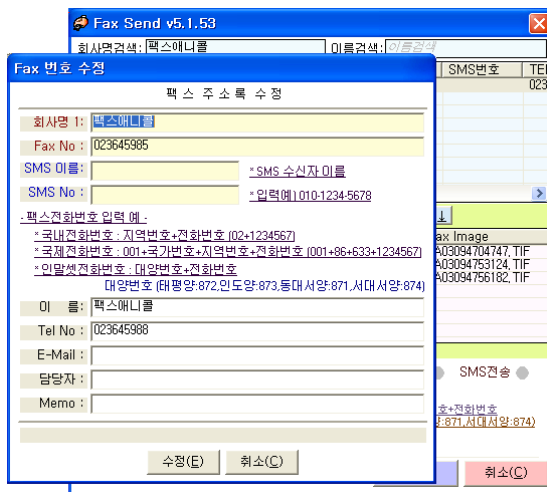 Fax Send v5.1.53
회사명검색: 팩스애니콜 이름검색: 이름검색
SMS번호 TE
023
Fax 번호 수정
팩 스 주 소 록 수 정
회사명 1: 팩스애니콜
Fax No : 023645985
SMS 이름: * SMS 수신자 이름
SMS No : * 입력예) 010-1234-5678
· 팩스전화번호 입력 예 ·
* 국내전화번호 : 지역번호+전화번호 (02+1234567)
* 국제전화번호 : 001+국가번호+지역번호+전화번호 (001+86+633+1234567)
* 인말셋전화번호 : 대양번호+전화번호
대양번호 (태평양:872,인도양:873,동대서양:871,서대서양:874)
이 름: 팩스애니콜
Tel No : 023645988
E-Mail :
담당자 :
Memo :
수정(E) 취소(C)
ax Image
A03094704747, TIF
A03094753124, TIF
A03094756182, TIF
SMS전송
호+전화번호
양:871,서대서양:874)
취소(C)